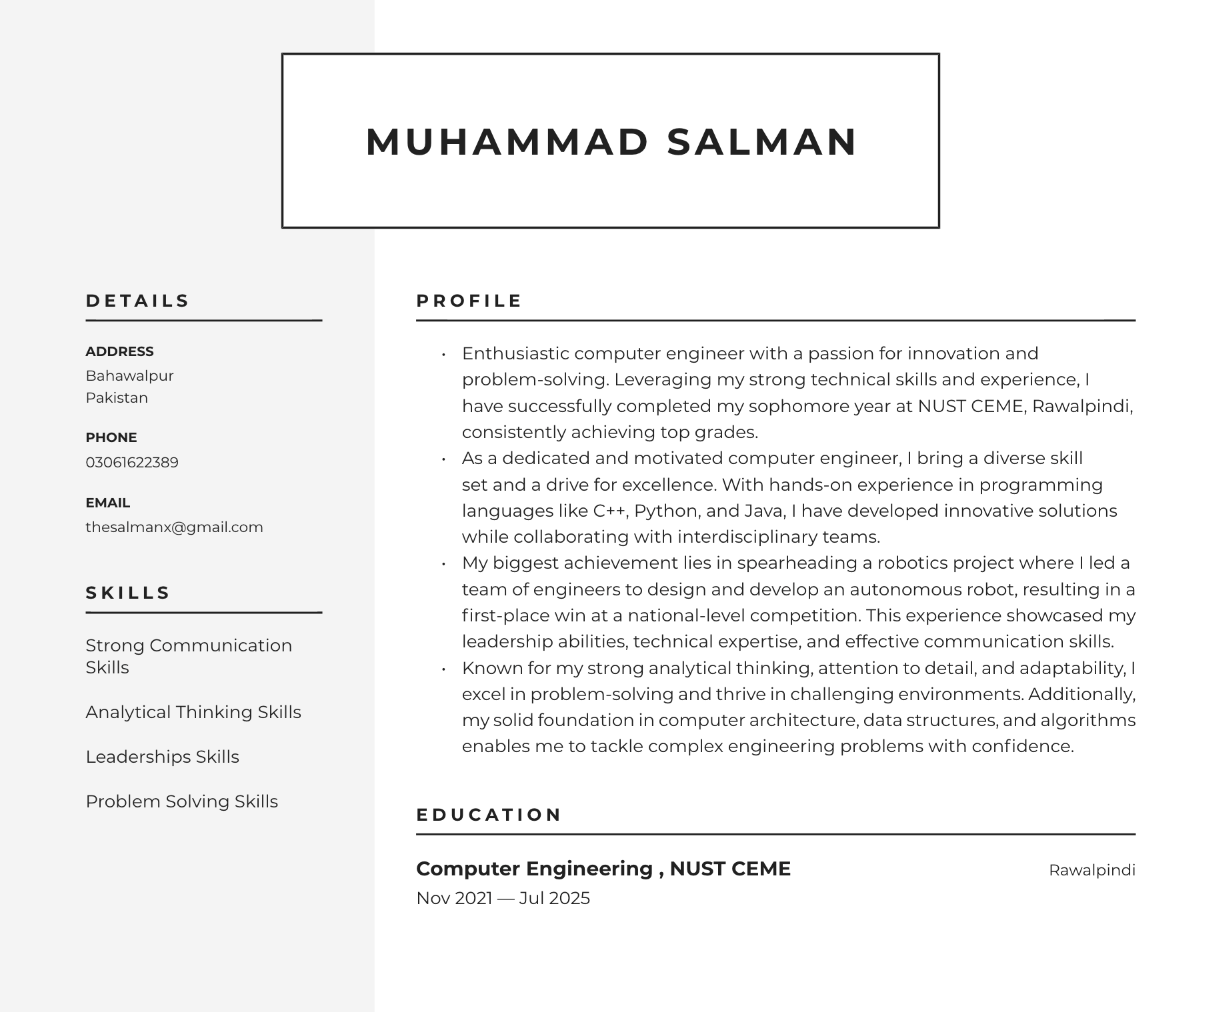 MUHAMMAD SALMAN
DETAILS
ADDRESS
Bahawalpur
Pakistan
PHONE
03061622389
EMAIL
thesalmanx@gmail.com
SKILLS
Strong Communication
Skills
Analytical Thinking Skills
Leaderships Skills
Problem Solving Skills
PROFILE
• Enthusiastic computer engineer with a passion for innovation and
problem-solving. Leveraging my strong technical skills and experience, I
have successfully completed my sophomore year at NUST CEME, Rawalpindi,
consistently achieving top grades.
• As a dedicated and motivated computer engineer, I bring a diverse skill
set and a drive for excellence. With hands-on experience in programming
languages like C++, Python, and Java, I have developed innovative solutions
while collaborating with interdisciplinary teams.
• My biggest achievement lies in spearheading a robotics project where I led a
team of engineers to design and develop an autonomous robot, resulting in a
first-place win at a national-level competition. This experience showcased my
leadership abilities, technical expertise, and effective communication skills.
• Known for my strong analytical thinking, attention to detail, and adaptability, I
excel in problem-solving and thrive in challenging environments. Additionally,
my solid foundation in computer architecture, data structures, and algorithms
enables me to tackle complex engineering problems with confidence.
EDUCATION
Computer Engineering , NUST CEME
Rawalpindi
Nov 2021 — Jul 2025